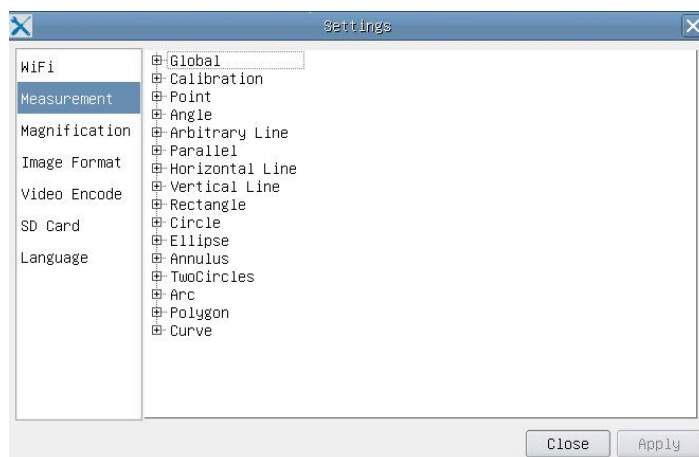 Settings
WiFi
Measurement
Magnification
Image Format
Video Encode
SD Card
Language
Global
Calibration
Point
Angle
Arbitrary Line
Parallel
Horizontal Line
Vertical Line
Rectangle
Circle
Ellipse
Annulus
TwoCircles
Arc
Polygon
Curve
Close
Apply